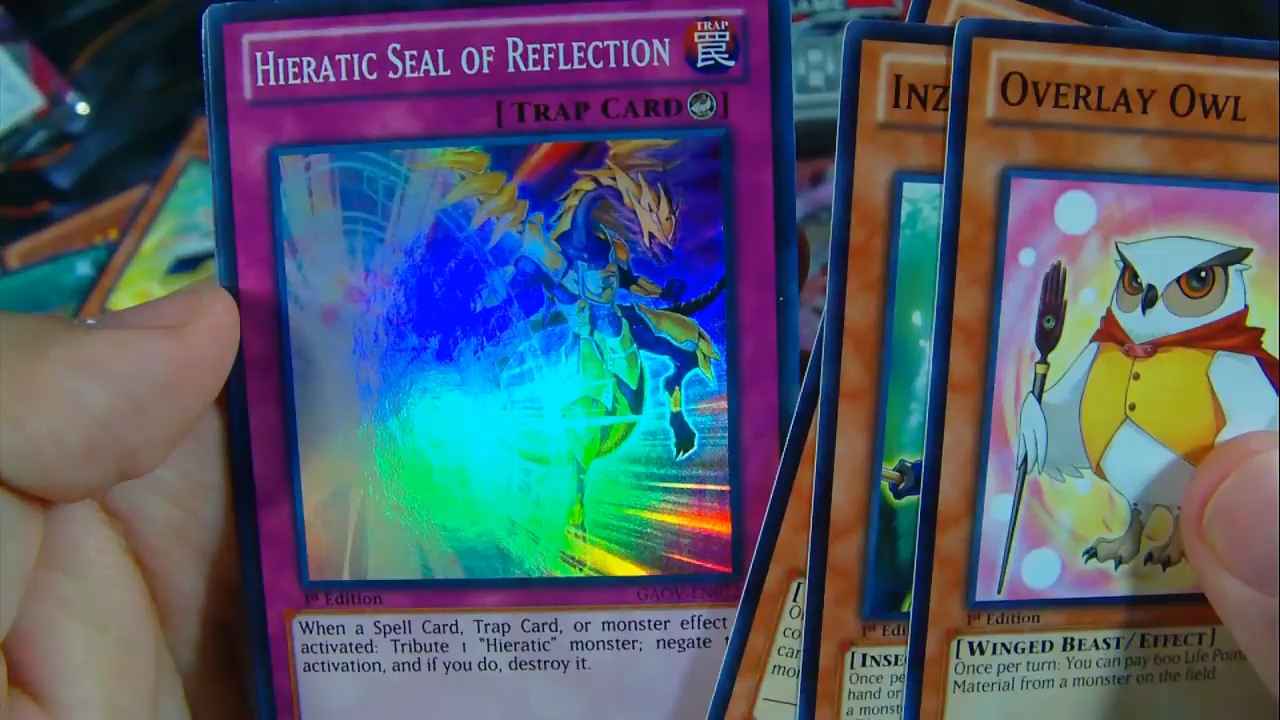 HIERATIC SEAL OF REFLECTION
TRAP
罠
[TRAP CARD]
1st Edition
GAOV-EN
When a Spell Card, Trap Card, or monster effect
activated: Tribute 1 "Hieratic" monster; negate
activation, and if you do, destroy it.
INZ
1st Edi
[INSE
Once pe
hand or
a monst
OVERLAY OWL
1st Edition
[WINGED BEAST/EFFECT]
Once per turn: You can pay 600 Life Poin
Material from a monster on the field